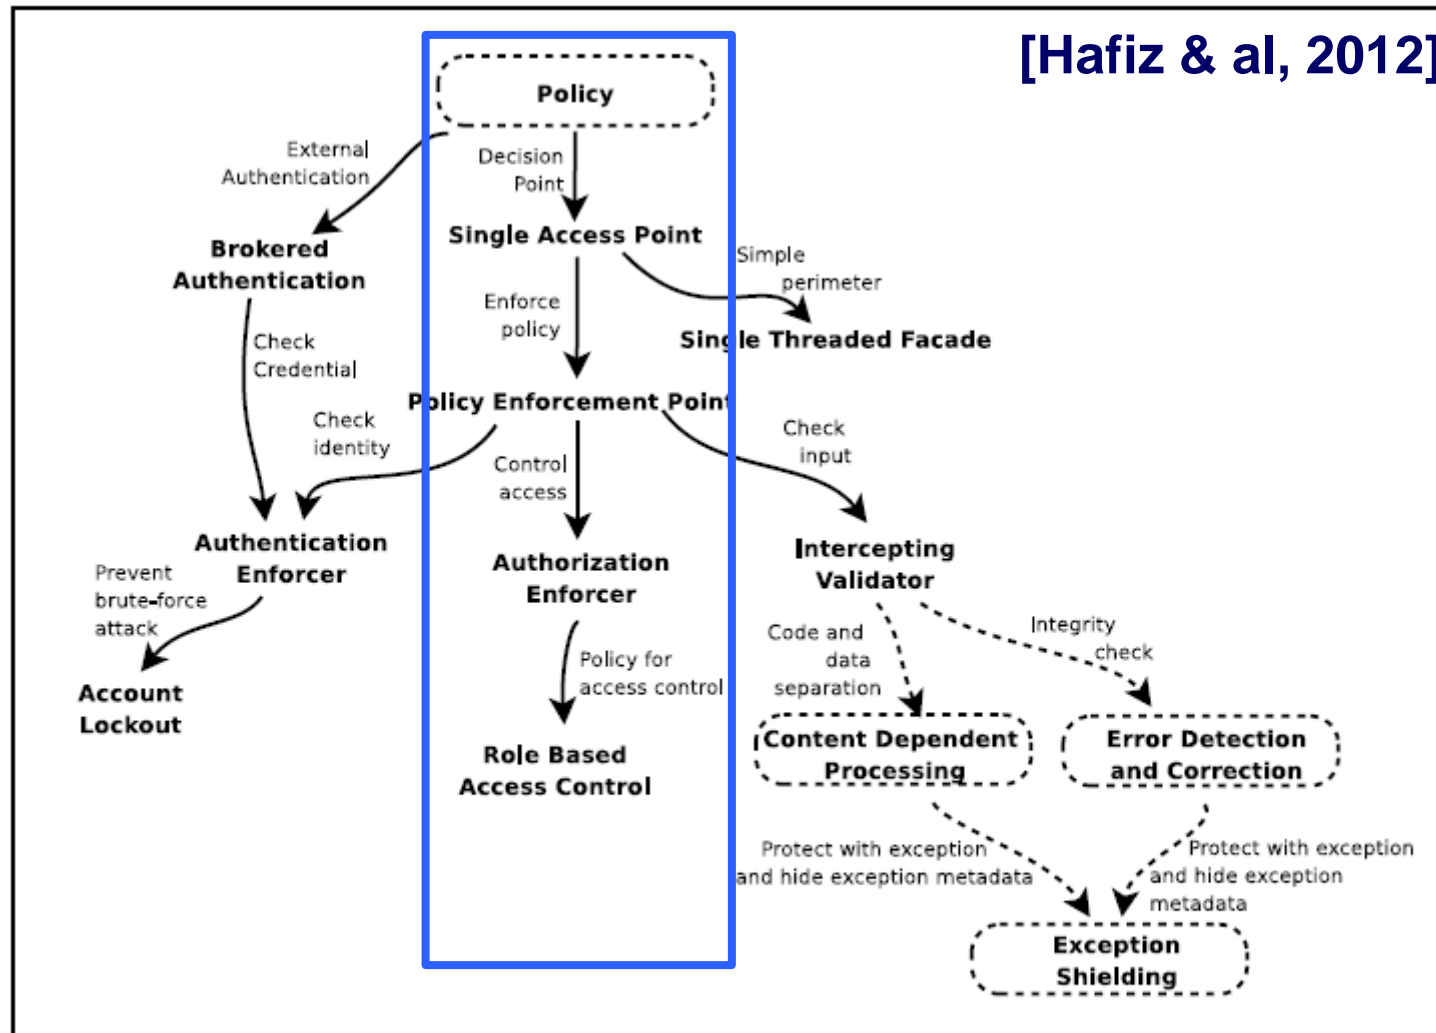 [Hafiz & al, 2012]
Policy
External
Authentication
Decision
Point
Brokered
Authentication
Single Access Point
Simple
perimeter
Enforce
policy
Single Threaded Facade
Check
Credential
Policy Enforcement Point
Check
identity
Control
access
Check
input
Authentication
Enforcer
Authorization
Enforcer
Intercepting
Validator
Prevent
brute-force
attack
Policy for
access control
Code and
data
separation
Integrity
check
Account
Lockout
Role Based
Access Control
Content Dependent
Processing
Error Detection
and Correction
Protect with exception
and hide exception metadata
Protect with exception
and hide exception
metadata
Exception
Shielding